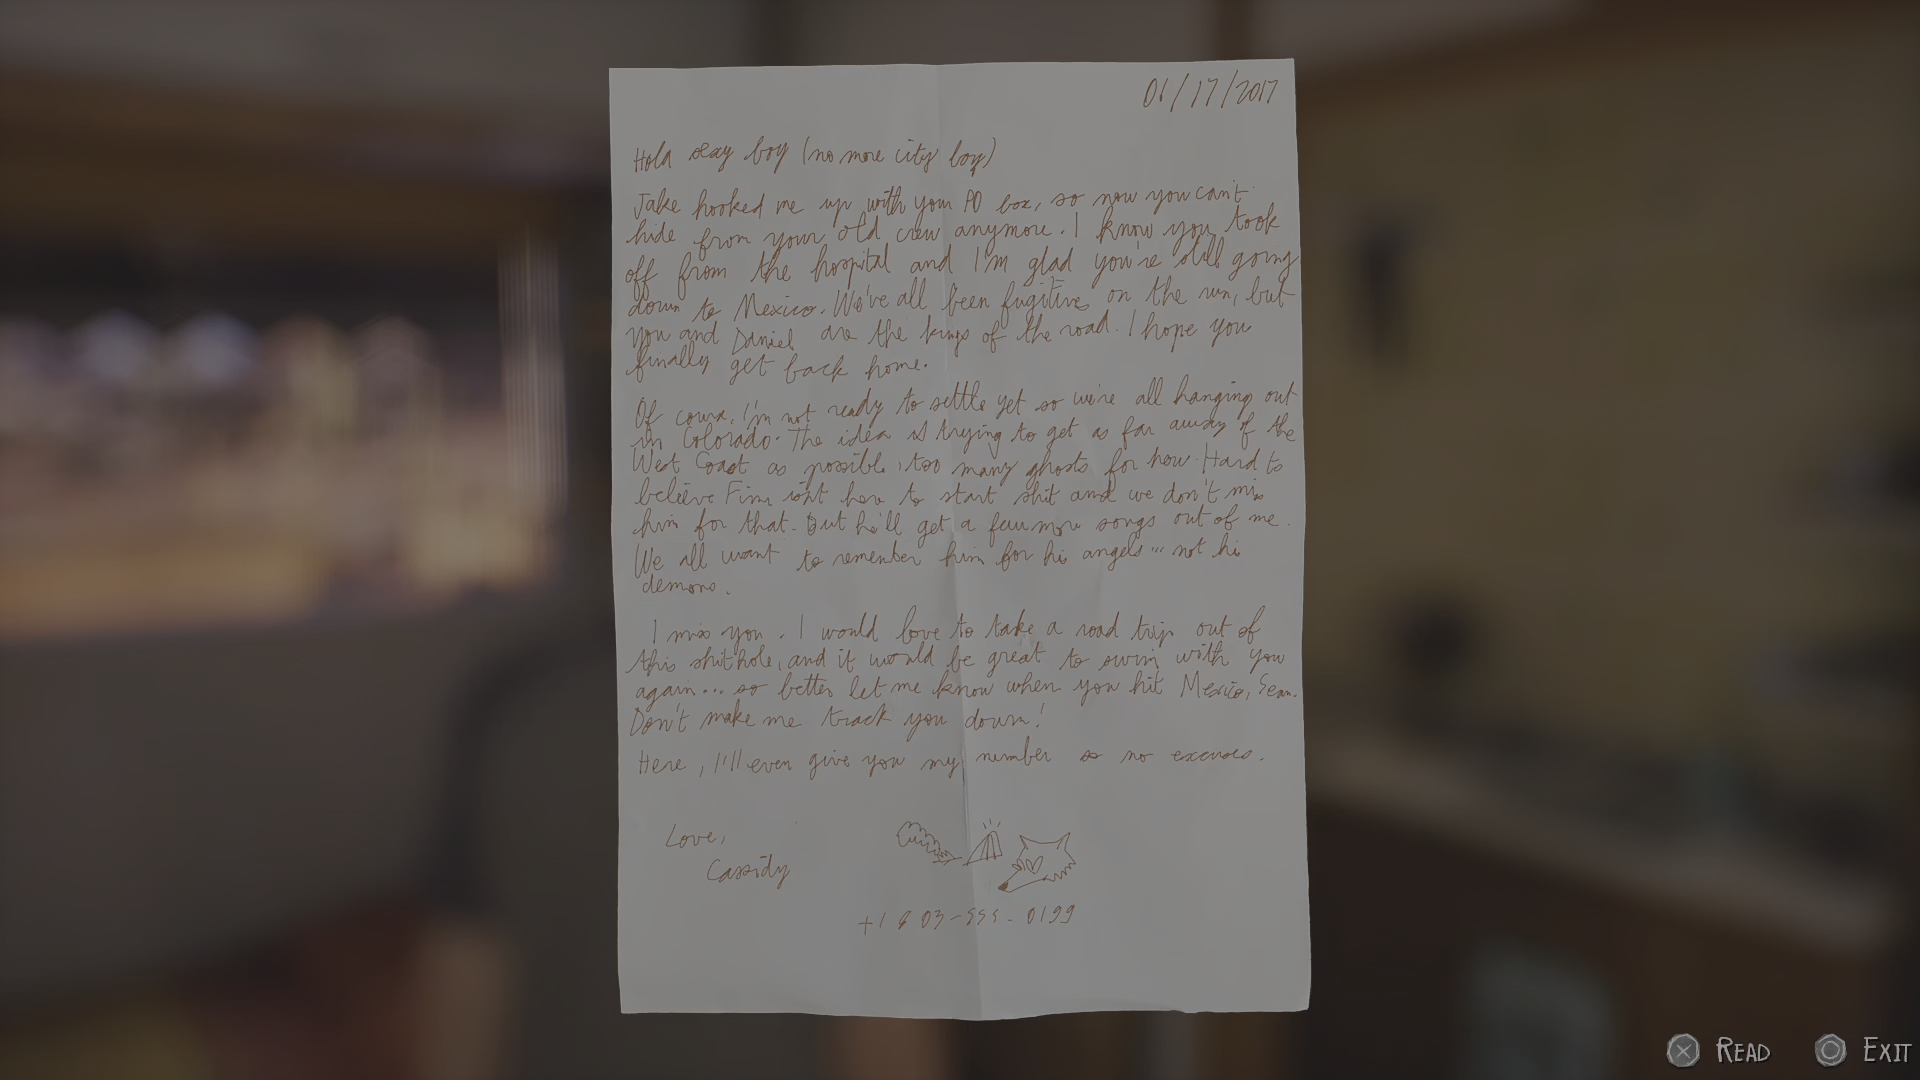 01/17/2017
Hola sexy boy (no more city boy)
Jake hooked me up with your PO box, so now you can't
hide from your old crew anymore. I know you took
off from the hospital and I'm glad you're still going
down to Mexico. We've all been fugitives on the run, but
you and Daniel are the kings of the road. I hope you
finally get back home.
Of course, I'm not ready to settle yet so we're all hanging out
in Colorado. The idea is trying to get as far away of the
West Coast as possible, too many ghosts for now. Hard to
believe Finn isn't here to start shit and we don't miss
him for that. But he'll get a few more songs out of me.
We all want to remember him for his angels... not his
demons.
I miss you. I would love to take a road trip out of
this shithole, and it would be great to swim with you
again... so better let me know when you hit Mexico, Sean.
Don't make me track you down!
Here, I'll even give you my number so no excuses.
Love,
Cassidy
+1 803-555-0199
READ
EXIT